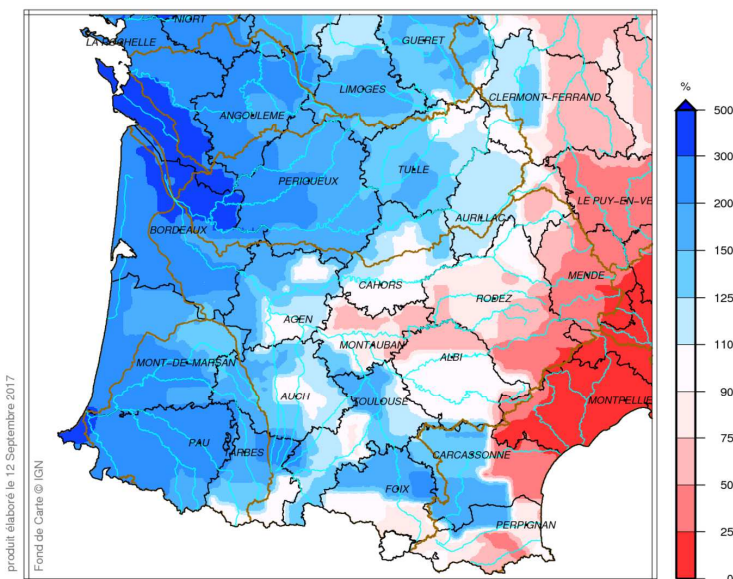 NIORT
LA ROCHELLE
GUERET
LIMOGES
CLERMONT-FERRAND
ANGOULEME
PERIGUEUX
TULLE
LE PUY-EN-VE
AURILLAC
BORDEAUX
MENDE
CAHORS
RODEZ
AGEN
MONTAUBAN
ALBI
MONT-DE-MARSAN
AUCH
TOULOUSE
MONTPELLIE
PAU
TARBES
CARCASSONNE
FOIX
PERPIGNAN
%
500
300
200
150
125
110
90
75
50
25
0
produit élaboré le 12 Septembre 2017
Fond de Carte © IGN